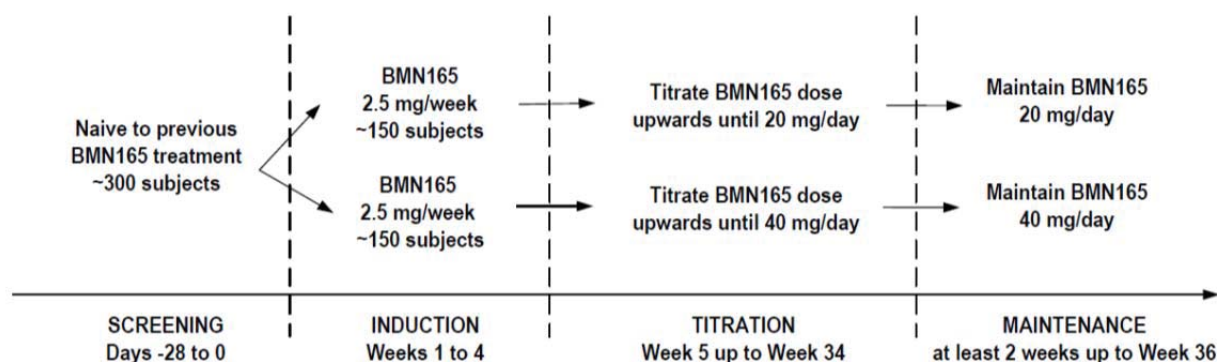 Naive to previous
BMN165 treatment
~300 subjects
BMN165
2.5 mg/week
~150 subjects
Titrate BMN165 dose
upwards until 20 mg/day
Maintain BMN165
20 mg/day
BMN165
2.5 mg/week
~150 subjects
Titrate BMN165 dose
upwards until 40 mg/day
Maintain BMN165
40 mg/day
SCREENING
Days -28 to 0
INDUCTION
Weeks 1 to 4
TITRATION
Week 5 up to Week 34
MAINTENANCE
at least 2 weeks up to Week 36